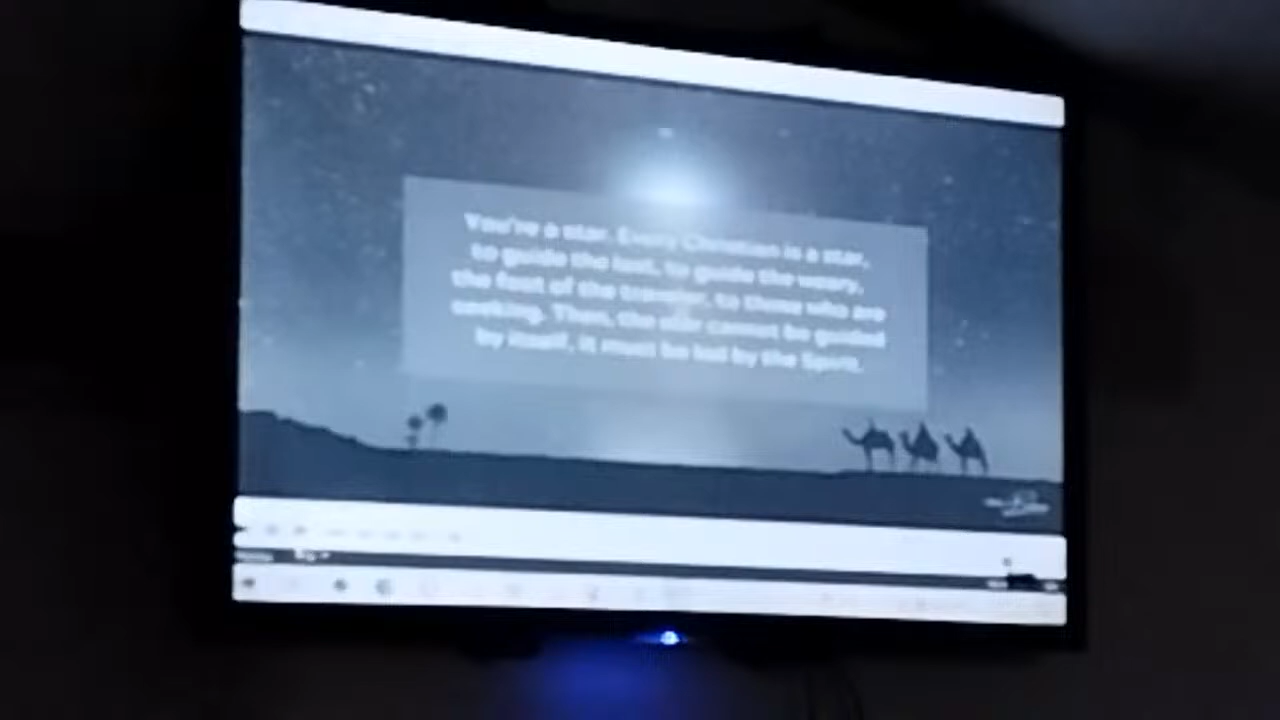 You're a star. Every Christian is a star,
to guide the lost, to guide the weary,
the foot of the traveler, to those who are
seeking. Then, the star cannot be guided
by itself, it must be led by the Spirit.